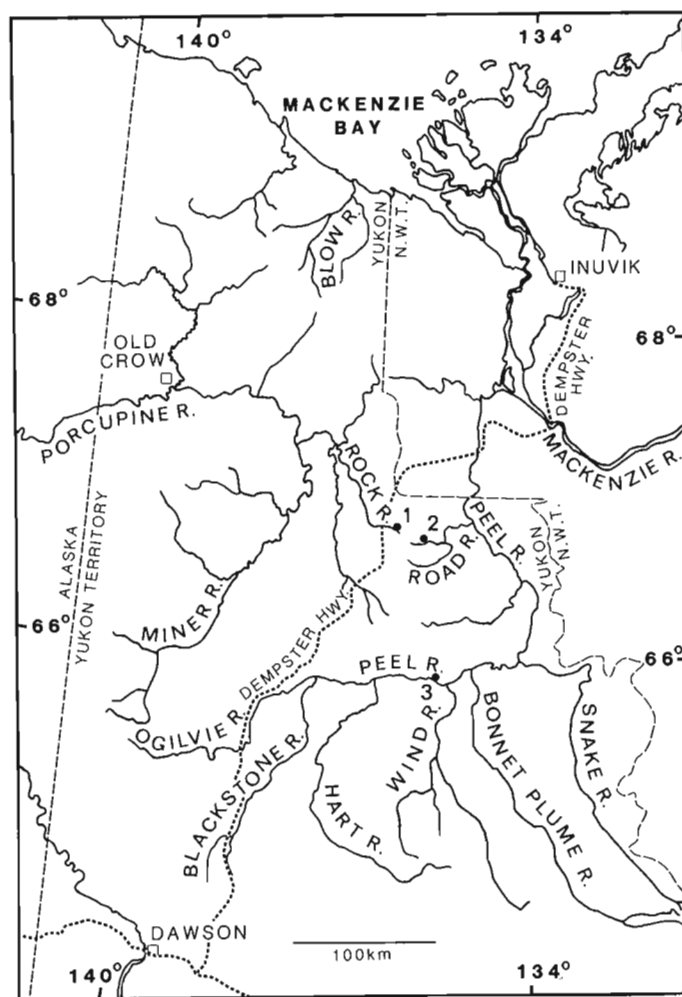 140°
134°
MACKENZIE
BAY
BLOW R.
YUKON
N.W.T.
INUVIK
68°
68°
OLD
CROW
DEMPSTER
HWY.
PORCUPINE R.
MACKENZIE R.
ROCK R.
1
2
PEEL R.
ROAD R.
YUKON
N.W.T.
ALASKA
YUKON TERRITORY
MINER R.
66°
66°
DEMPSTER HWY.
PEEL R.
3
OGILVIE R.
BLACKSTONE R.
HART R.
WIND R.
BONNET PLUME R.
SNAKE R.
DAWSON
100km
140°
134°